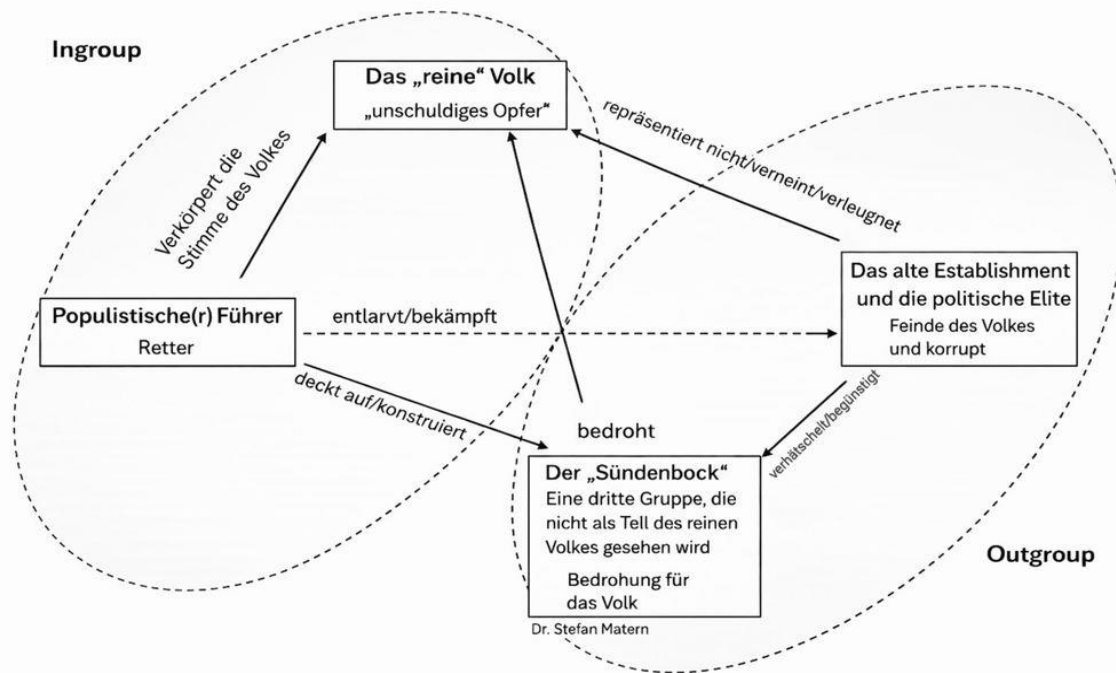 Ingroup
Das „reine“ Volk
„unschuldiges Opfer“
Verkörpert die
Stimme des Volkes
repräsentiert nicht/verneint/verleugnet
Populistische(r) Führer
Retter
entlarvt/bekämpft
Das alte Establishment
und die politische Elite
Feinde des Volkes
und korrupt
deckt auf/konstruiert
bedroht
verhätschelt/begünstigt
Der „Sündenbock“
Eine dritte Gruppe, die
nicht als Tell des reinen
Volkes gesehen wird
Bedrohung für
das Volk
Outgroup
Dr. Stefan Matern